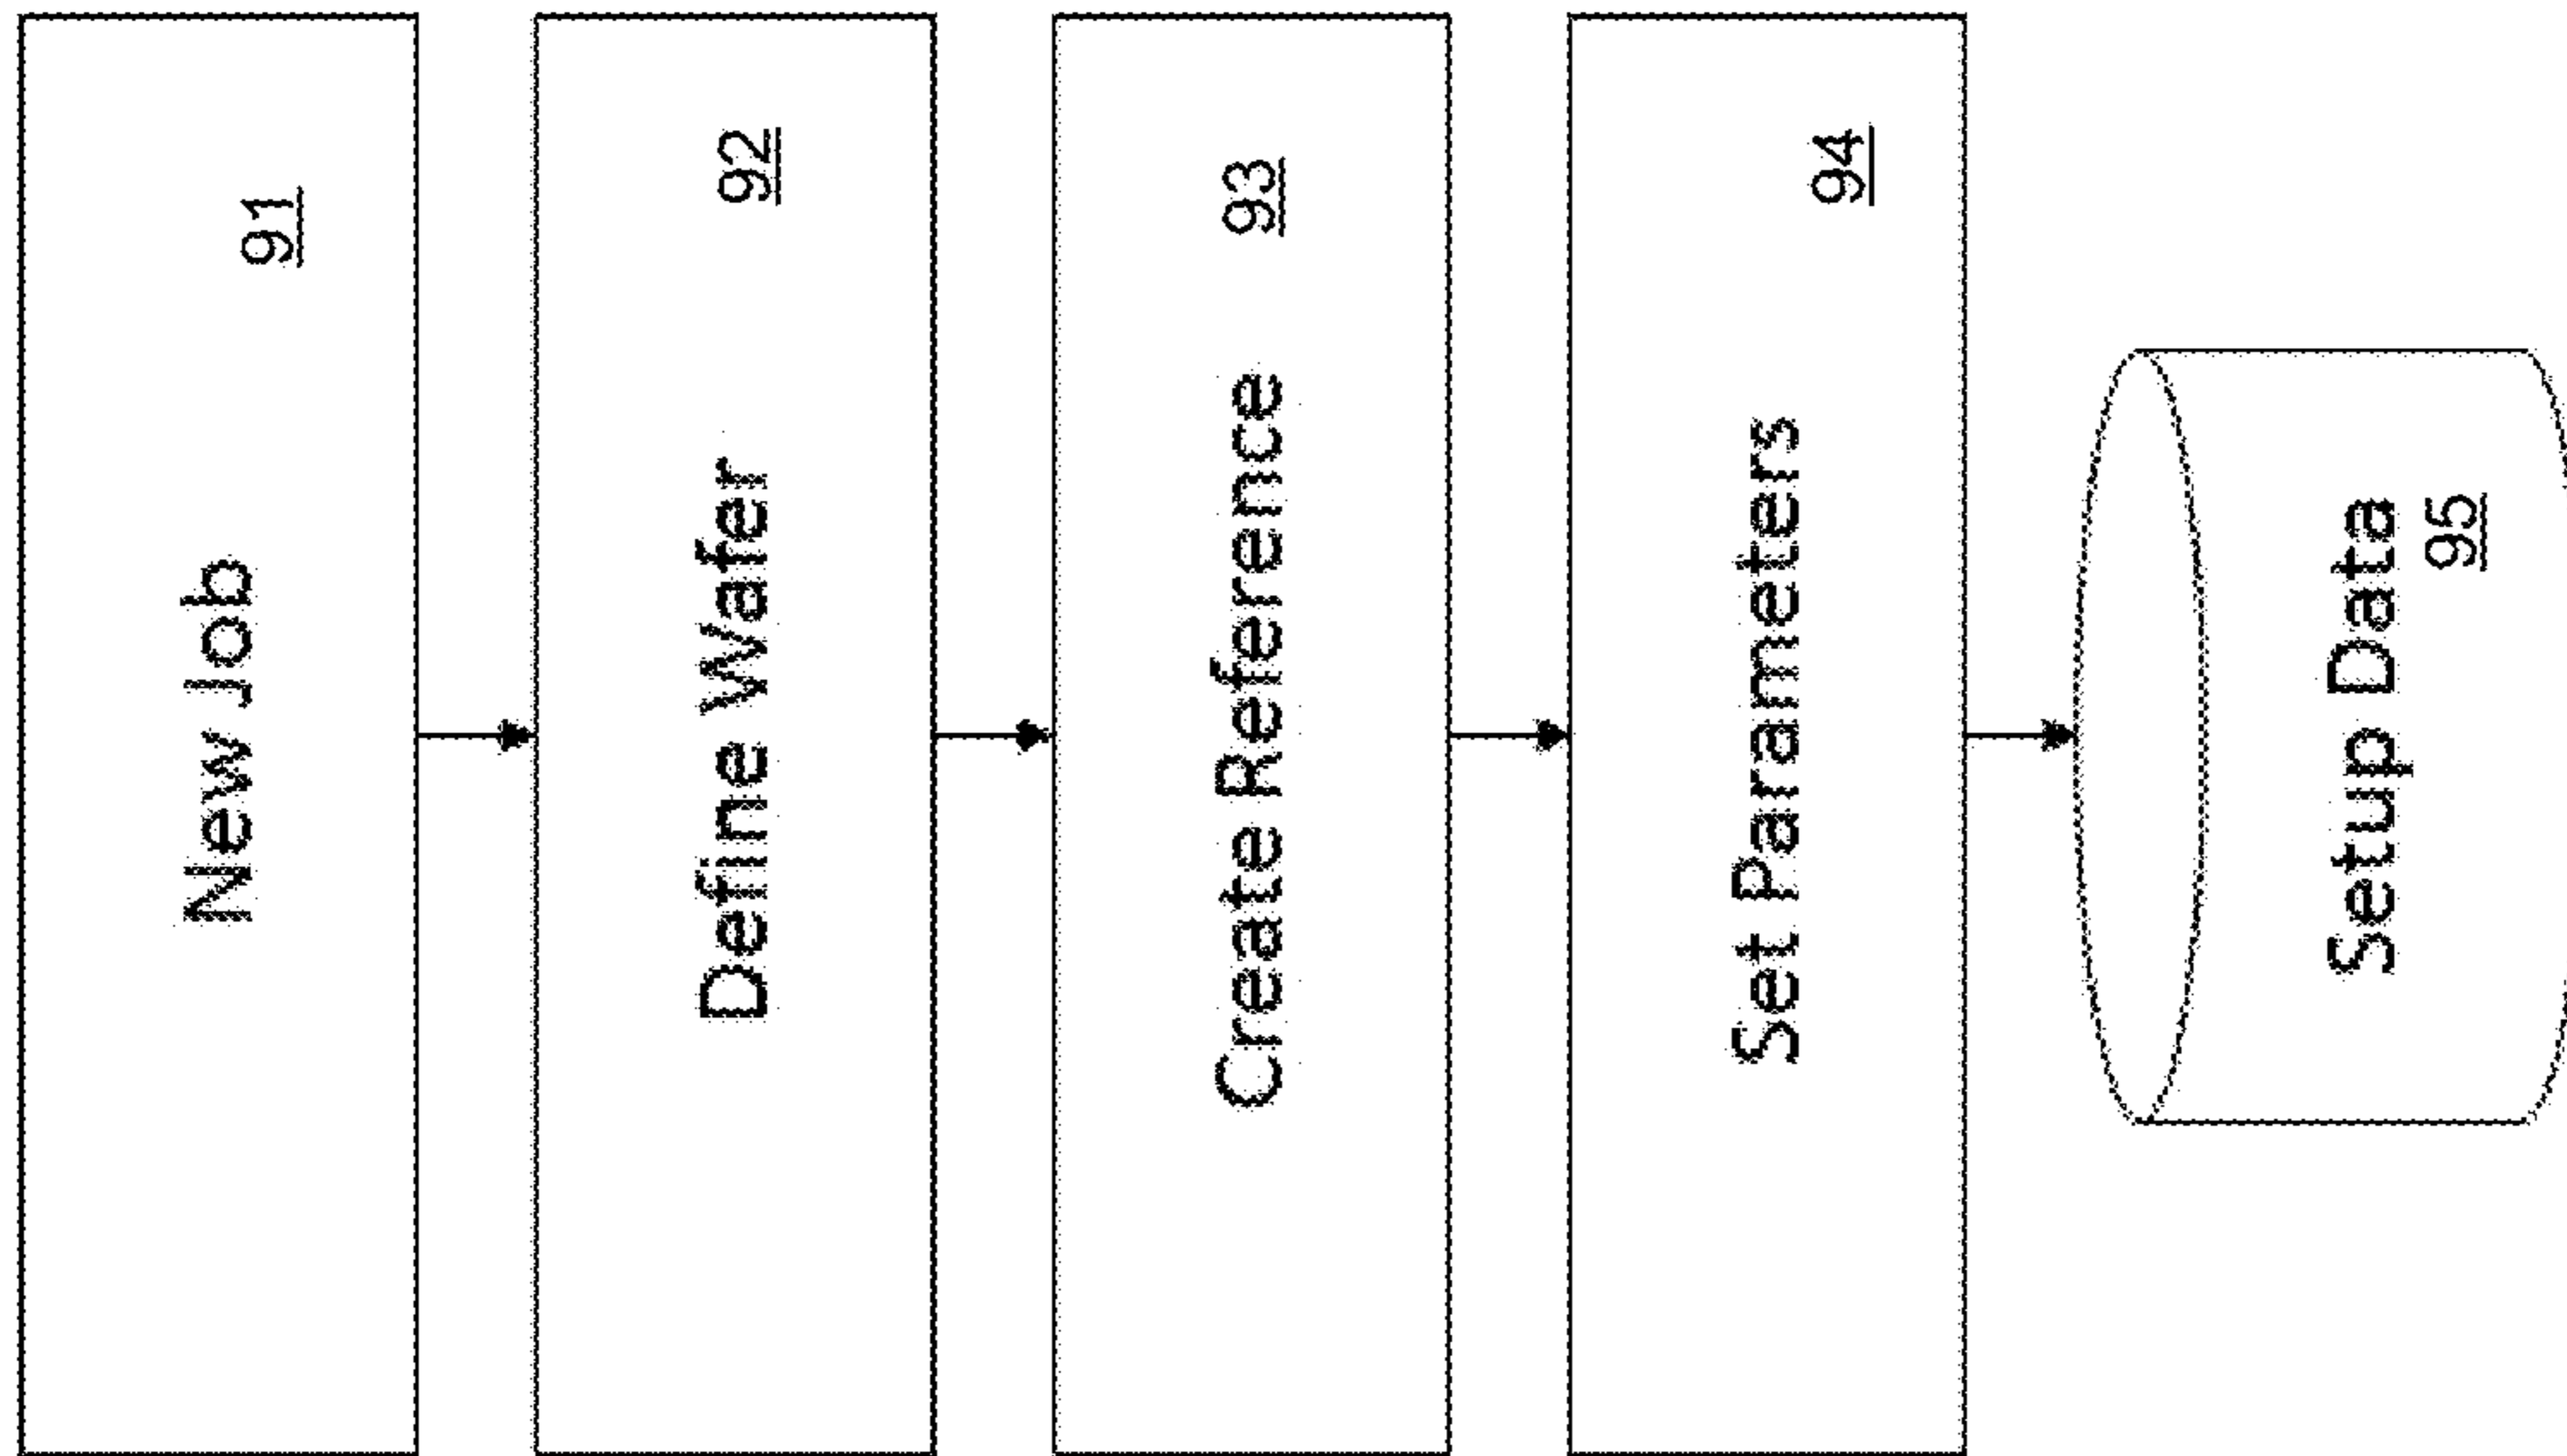 New Job
91
Define Wafer
92
Create Reference
93
Set Parameters
94
Setup Data
95